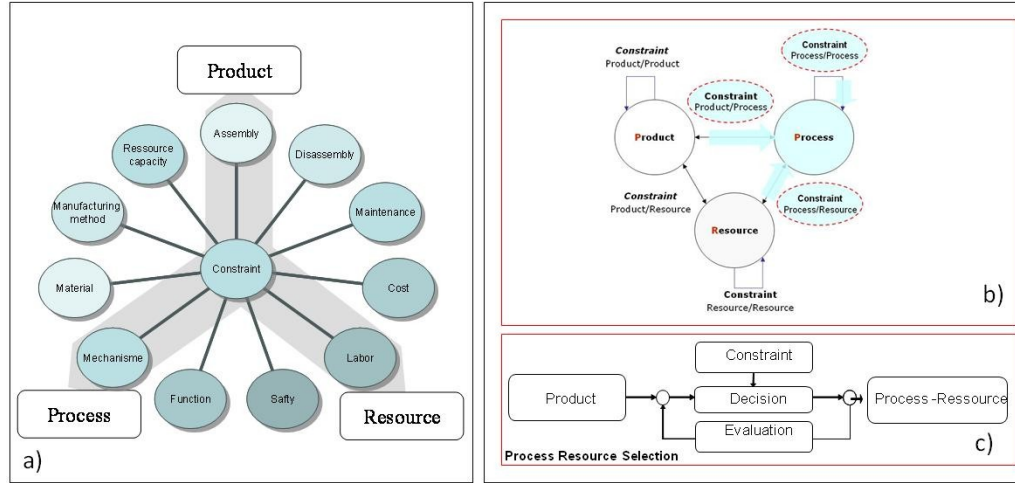 Product
Assembly
Ressource
capacity
Disassembly
Manufacturing
method
Maintenance
Constraint
Material
Cost
Mechanisme
Labor
Function
Safty
Process
Resource
a)
Constraint
Product/Product
Constraint
Process/Process
Constraint
Product/Process
Product
Process
Constraint
Product/Resource
Constraint
Process/Resource
Resource
Constraint
Resource/Resource
b)
Constraint
Product
Decision
Process -Ressource
Evaluation
Process Resource Selection
c)